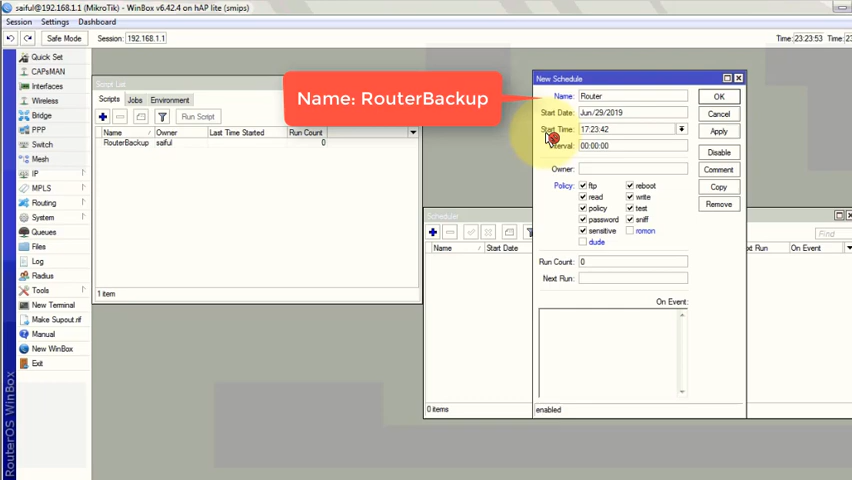 saiful@192.168.1.1 (MikroTik) - WinBox v6.42.4 on hAP lite (smips)
Session Settings Dashboard
Safe Mode Session: 192.168.1.1 Time: 23:23:53
Quick Set
CAPsMAN
Interfaces
Wireless
Bridge
PPP
Switch
Mesh
IP
MPLS
Routing
System
Queues
Files
Log
Radius
Tools
New Terminal
Make Supout.rif
Manual
New WinBox
Exit
RouterOS WinBox
Script List
Scripts Jobs Environment
Run Script
Name Owner Last Time Started Run Count
RouterBackup saiful 0
1 item
Name: RouterBackup
Scheduler
Find
Name Start Date Next Run On Event
0 items
New Schedule
Name: Router
Start Date: Jun/29/2019
Start Time: 17:23:42
Interval: 00:00:00
Owner:
Policy: ftp reboot
read write
policy test
password sniff
sensitive romon
dude
Run Count: 0
Next Run:
On Event:
enabled
OK
Cancel
Apply
Disable
Comment
Copy
Remove